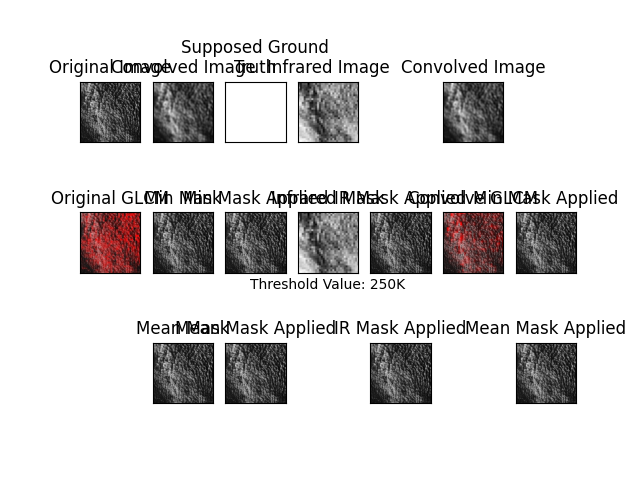 Supposed Ground
Truth
Original Image
Convolved Image
Infrared Image
Convolved Image
Original GLCM
Min Mask
Min Mask Applied
Infrared Mask
IR Mask Applied
Convolve GLCM
Min Mask Applied
Threshold Value: 250K
Mean Mask
Mean Mask Applied
IR Mask Applied
Mean Mask Applied